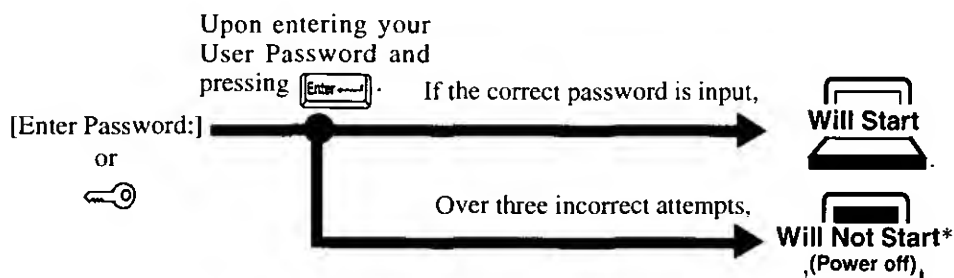 Upon entering your
User Password and
pressing Enter.
If the correct password is input,
[Enter Password:]
or
Will Start
.
Over three incorrect attempts,
Will Not Start*
(Power off)